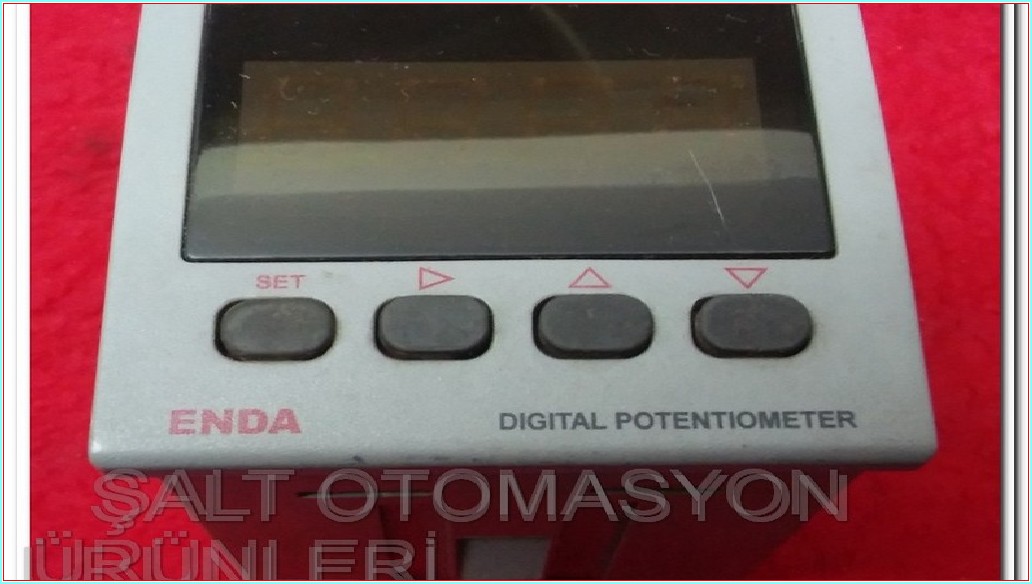 SET
ENDA
DIGITAL POTENTIOMETER
ŞALT OTOMASYON
ÜRÜNLERİ